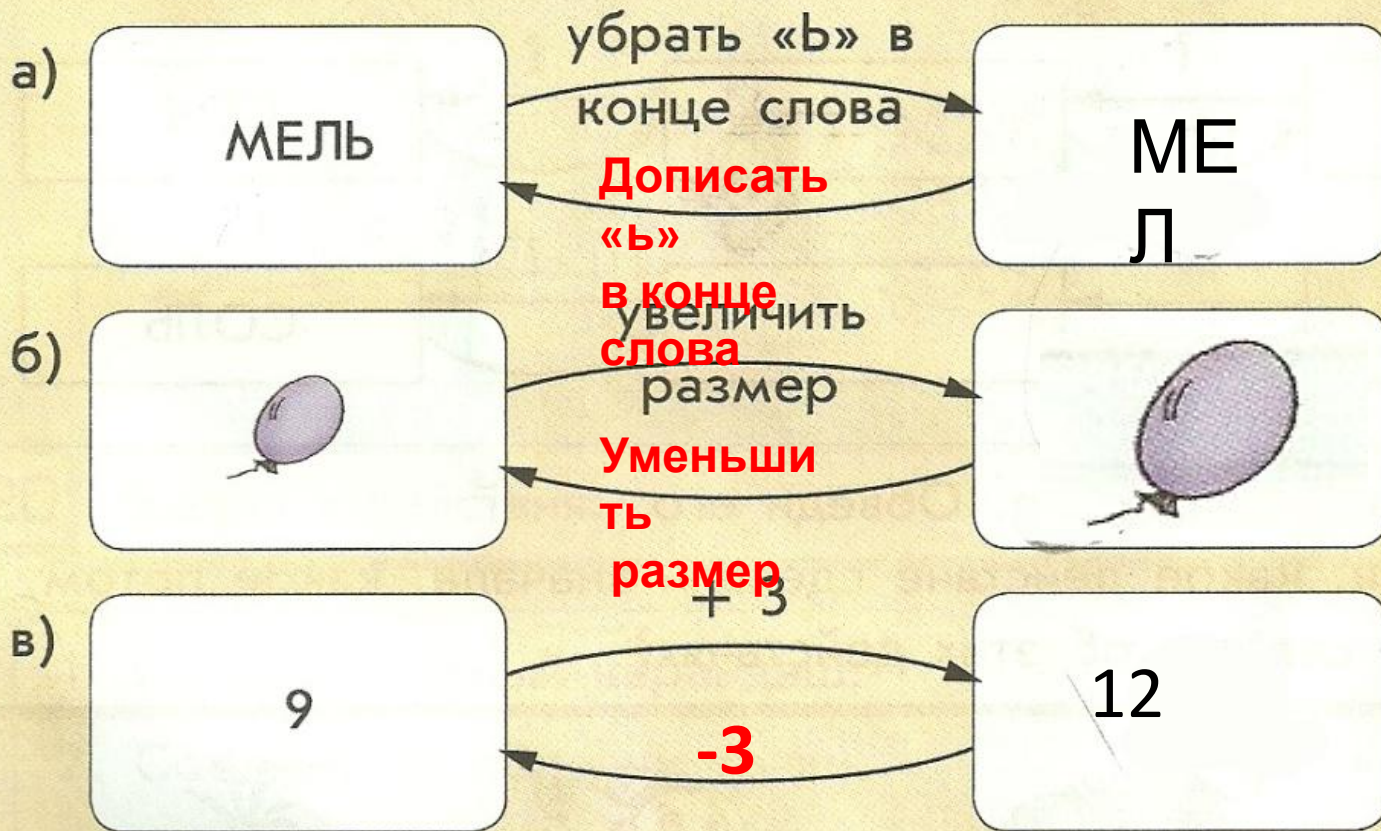 а)
МЕЛЬ
убрать «Ь» в
конце слова
Дописать
«ь»
в конце
слова
МЕ
Л
б)
увеличить
размер
Уменьши
ть
размер
в)
9
+ 3
-3
12